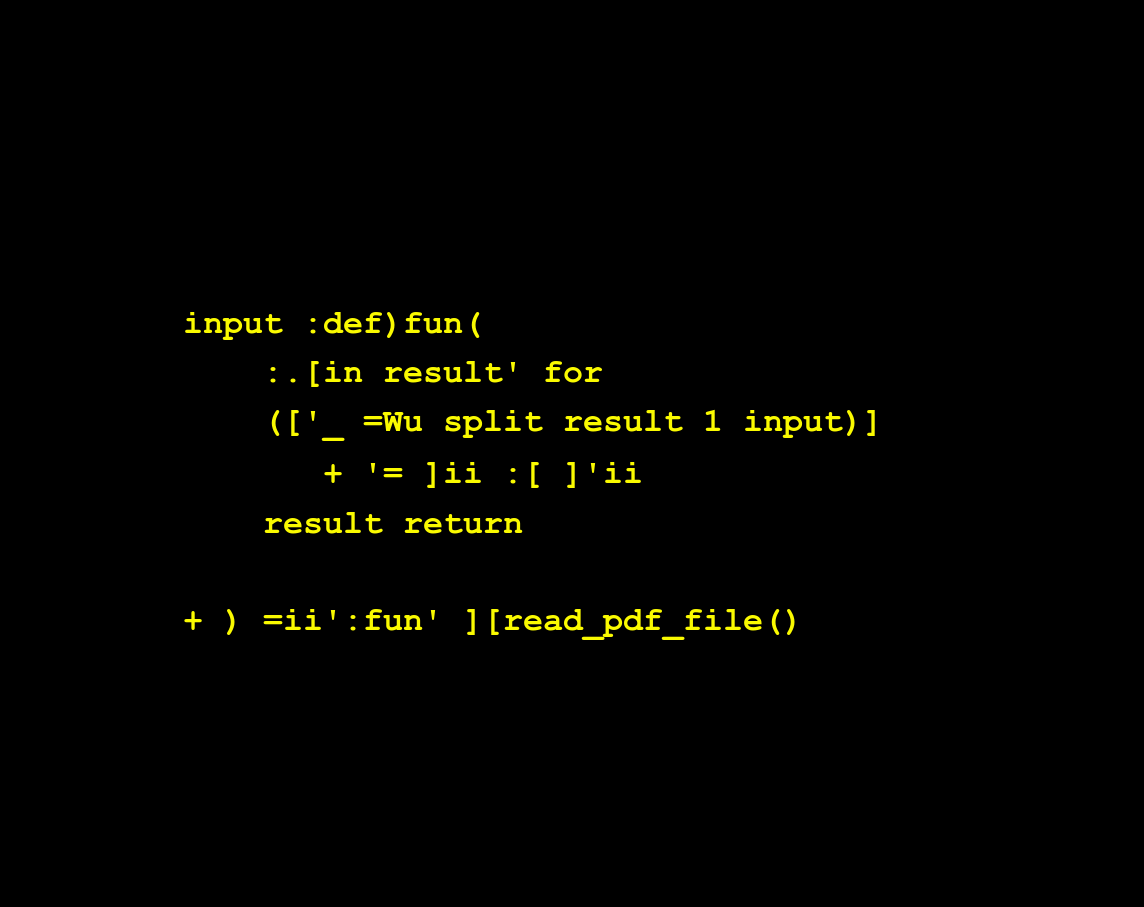 input :def)fun(
:.[in result' for
(['_ =Wu split result 1 input)]
+ '= ]ii :[ ]'ii
result return
+ ) =ii':fun' ][read_pdf_file()